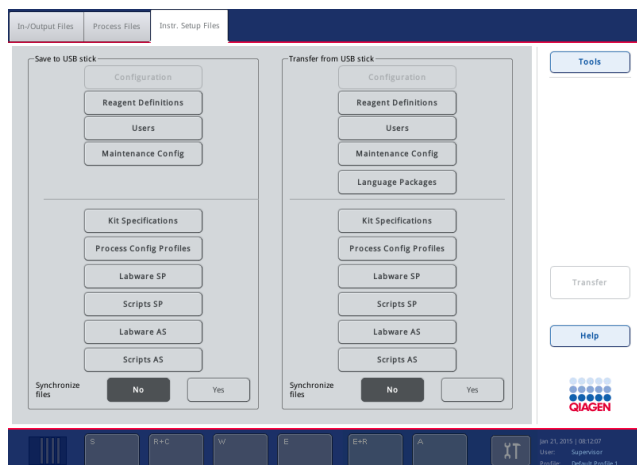 In-/Output Files
Process Files
Instr. Setup Files
Save to USB stick
Configuration
Reagent Definitions
Users
Maintenance Config
Kit Specifications
Process Config Profiles
Labware SP
Scripts SP
Labware AS
Scripts AS
Synchronize
files
No
Yes
Transfer from USB stick
Configuration
Reagent Definitions
Users
Maintenance Config
Language Packages
Kit Specifications
Process Config Profiles
Labware SP
Scripts SP
Labware AS
Scripts AS
Synchronize
files
No
Yes
Tools
Transfer
Help
QIAGEN
S
R+C
W
E
E+R
A
Jan 21, 2015 | 08:12:07
User: Supervisor
Profile: Default Profile 1